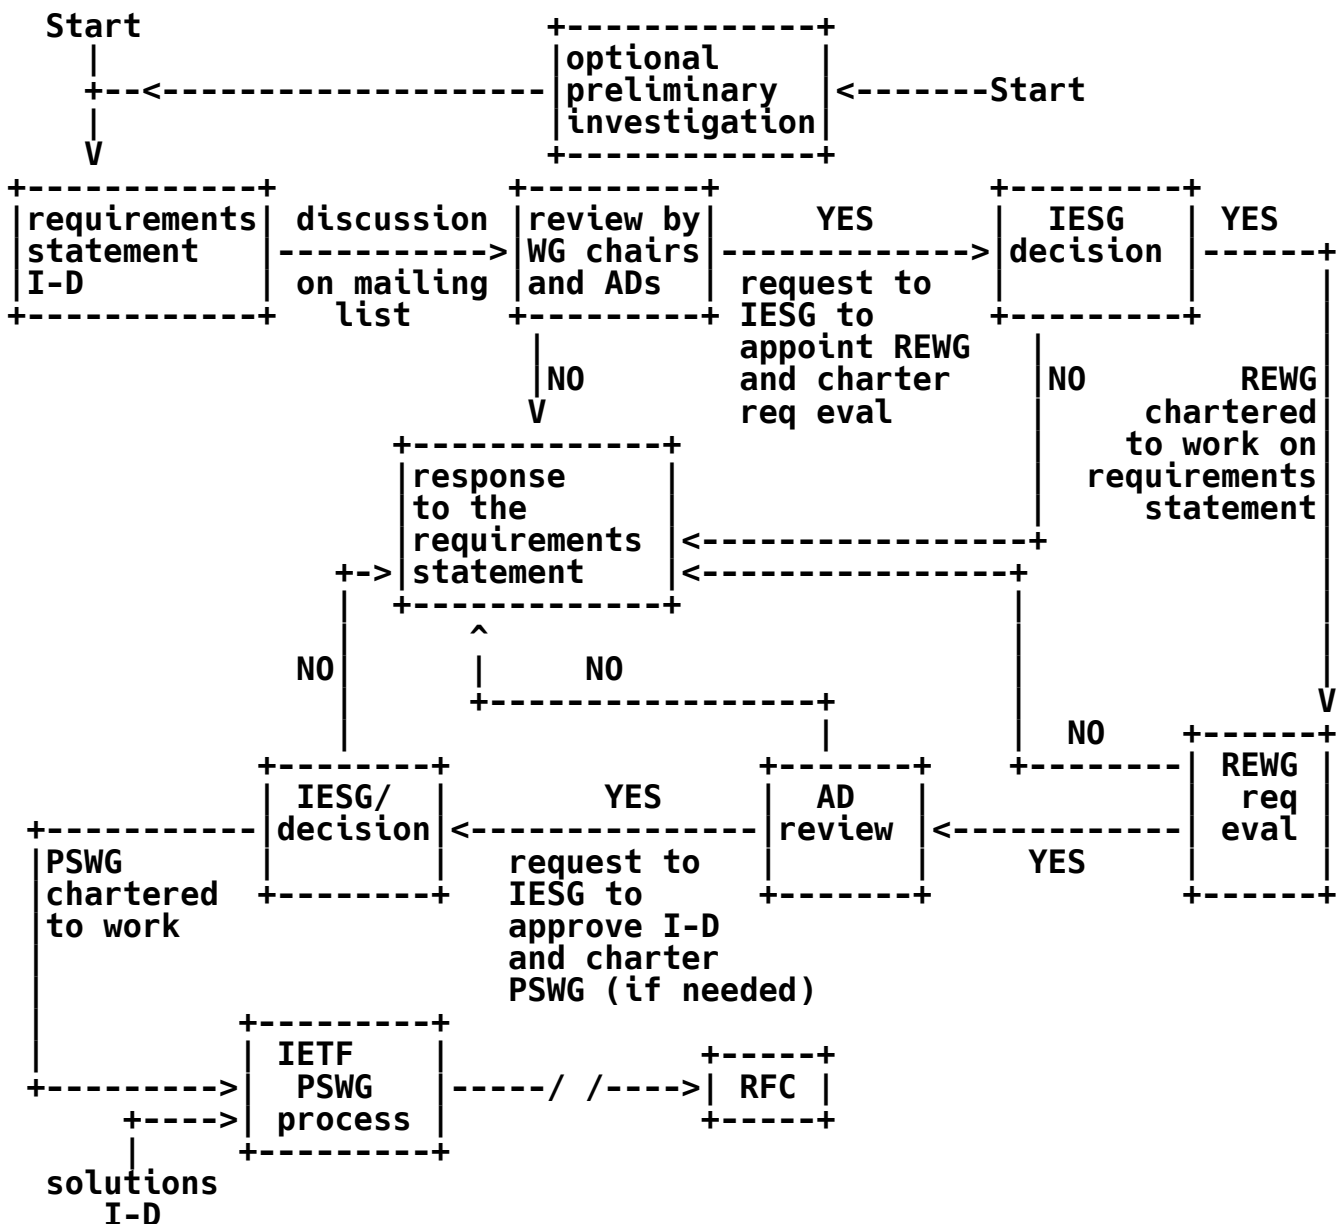 Start
optional
preliminary
investigation
Start
requirements
statement
I-D
discussion
on mailing
list
review by
WG chairs
and ADs
YES
request to
IESG to
appoint REWG
and charter
req eval
IESG
decision
YES
NO
NO
REWG
chartered
to work on
requirements
statement
response
to the
requirements
statement
NO
NO
NO
IESG/
decision
YES
request to
IESG to
approve I-D
and charter
PSWG (if needed)
AD
review
YES
REWG
req
eval
PSWG
chartered
to work
IETF
PSWG
process
/ /
RFC
solutions
I-D